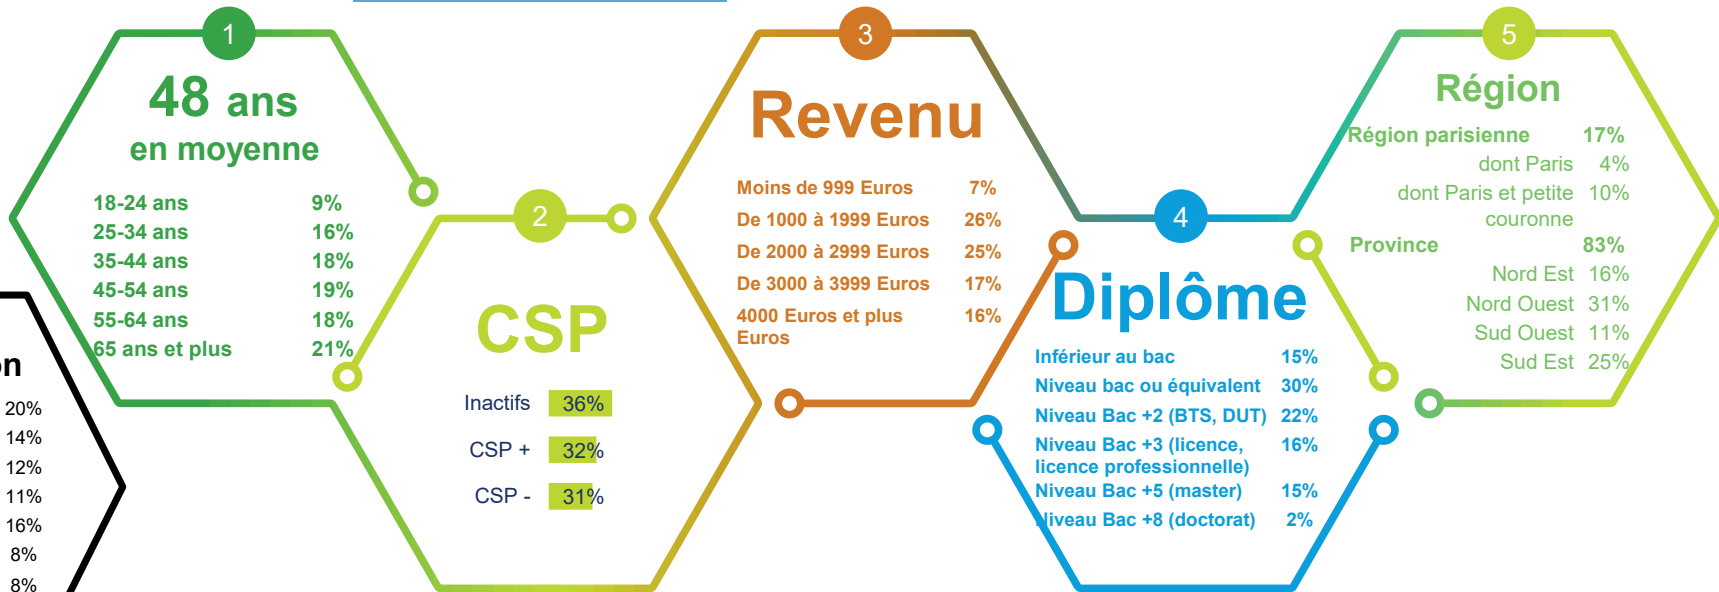 1
48 ans
en moyenne
18-24 ans 9%
25-34 ans 16%
35-44 ans 18%
45-54 ans 19%
55-64 ans 18%
65 ans et plus 21%
20%
14%
12%
11%
16%
8%
8%
2
CSP
Inactifs 36%
CSP + 32%
CSP - 31%
3
Revenu
Moins de 999 Euros 7%
De 1000 à 1999 Euros 26%
De 2000 à 2999 Euros 25%
De 3000 à 3999 Euros 17%
4000 Euros et plus 16%
Euros
4
Diplôme
Inférieur au bac 15%
Niveau bac ou équivalent 30%
Niveau Bac +2 (BTS, DUT) 22%
Niveau Bac +3 (licence, 16%
licence professionnelle)
Niveau Bac +5 (master) 15%
Niveau Bac +8 (doctorat) 2%
5
Région
Région parisienne 17%
dont Paris 4%
dont Paris et petite 10%
couronne
Province 83%
Nord Est 16%
Nord Ouest 31%
Sud Ouest 11%
Sud Est 25%